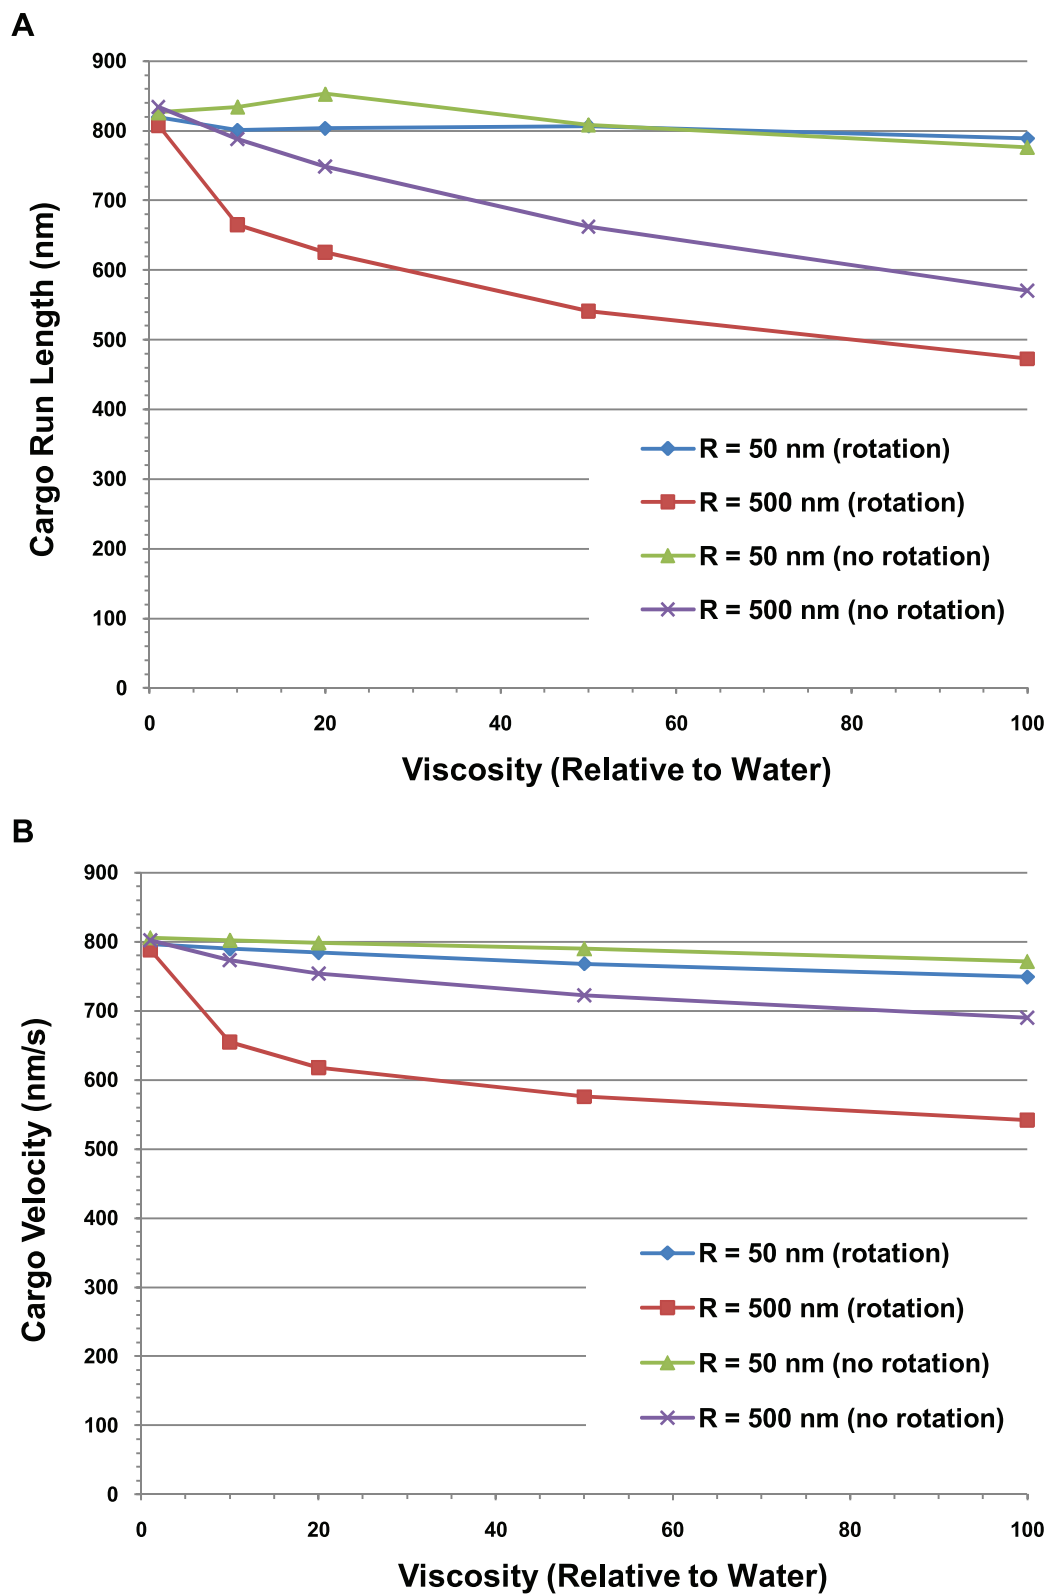 A
900
800
700
600
500
400
300
200
100
0
Cargo Run Length (nm)
R = 50 nm (rotation)
R = 500 nm (rotation)
R = 50 nm (no rotation)
R = 500 nm (no rotation)
0 20 40 60 80 100
Viscosity (Relative to Water)
B
900
800
700
600
500
400
300
200
100
0
Cargo Velocity (nm/s)
R = 50 nm (rotation)
R = 500 nm (rotation)
R = 50 nm (no rotation)
R = 500 nm (no rotation)
0 20 40 60 80 100
Viscosity (Relative to Water)